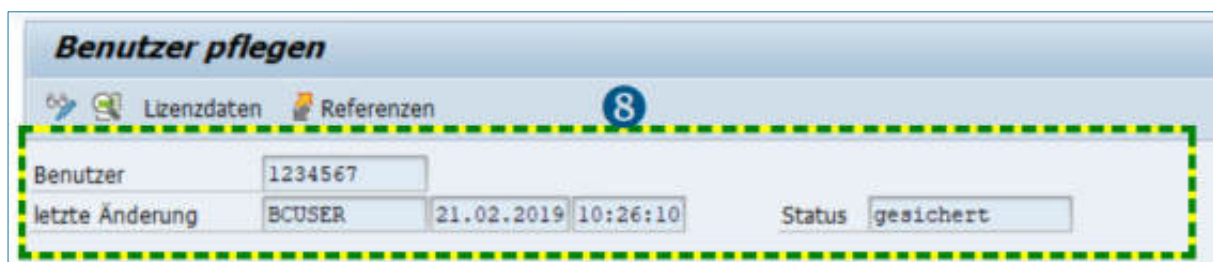 Benutzer pflegen
Lizenzdaten Referenzen 8
Benutzer 1234567
letzte Änderung BCUSER 21.02.2019 10:26:10 Status gesichert